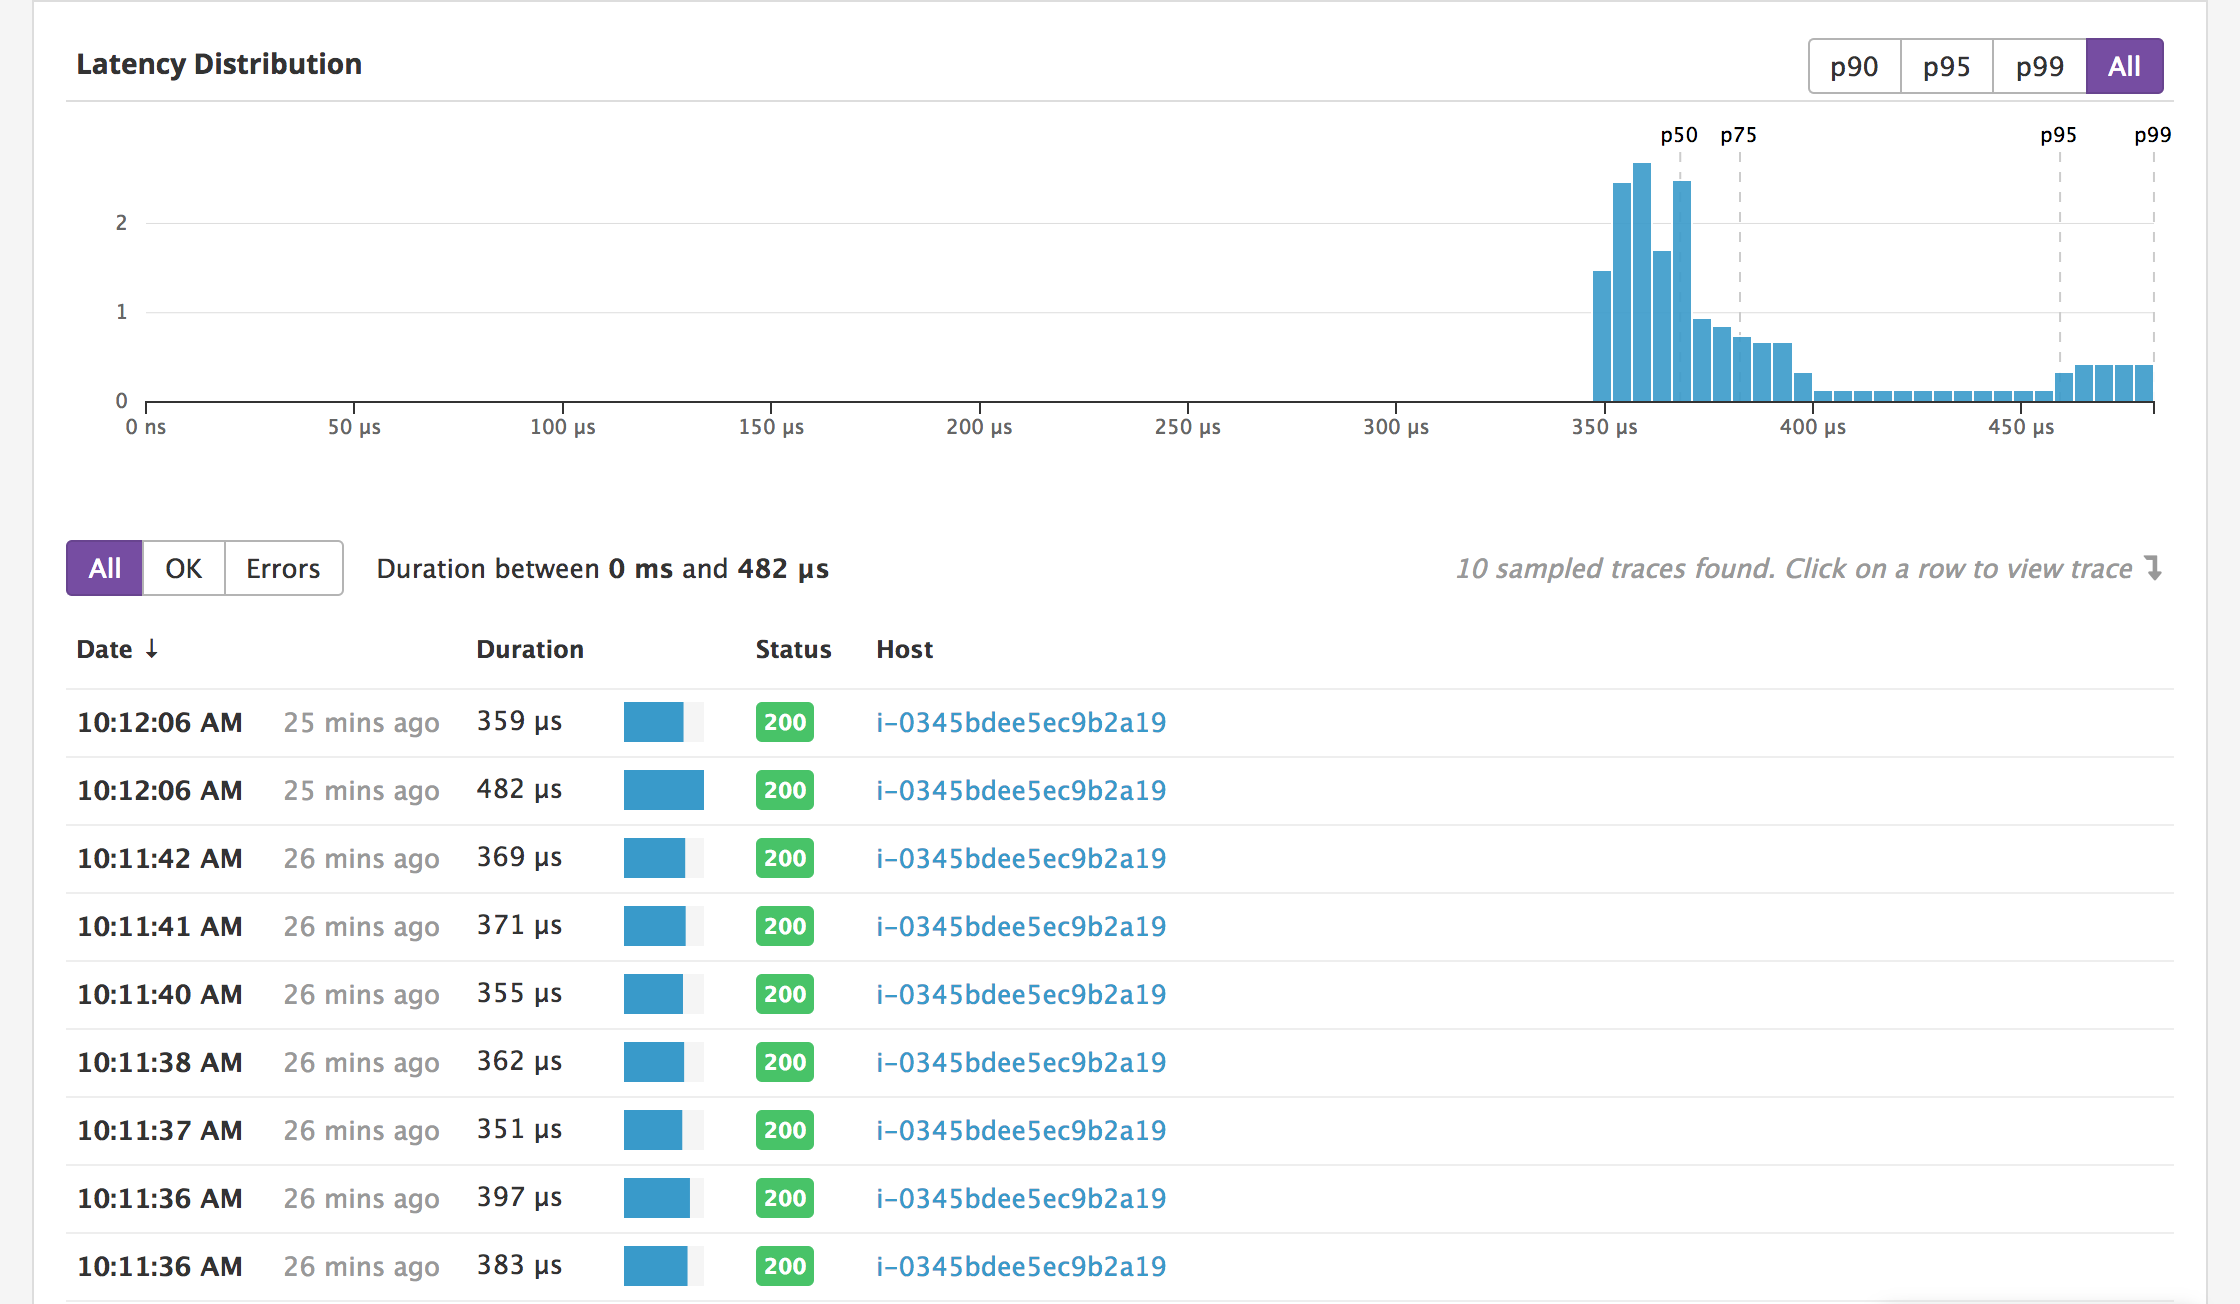 Latency Distribution
p90 p95 p99 All
p50 p75 p95 p99
2
1
0
0 ns 50 µs 100 µs 150 µs 200 µs 250 µs 300 µs 350 µs 400 µs 450 µs
All OK Errors Duration between 0 ms and 482 µs 10 sampled traces found. Click on a row to view trace
Date ↓ Duration Status Host
10:12:06 AM 25 mins ago 359 µs 200 i-0345bdee5ec9b2a19
10:12:06 AM 25 mins ago 482 µs 200 i-0345bdee5ec9b2a19
10:11:42 AM 26 mins ago 369 µs 200 i-0345bdee5ec9b2a19
10:11:41 AM 26 mins ago 371 µs 200 i-0345bdee5ec9b2a19
10:11:40 AM 26 mins ago 355 µs 200 i-0345bdee5ec9b2a19
10:11:38 AM 26 mins ago 362 µs 200 i-0345bdee5ec9b2a19
10:11:37 AM 26 mins ago 351 µs 200 i-0345bdee5ec9b2a19
10:11:36 AM 26 mins ago 397 µs 200 i-0345bdee5ec9b2a19
10:11:36 AM 26 mins ago 383 µs 200 i-0345bdee5ec9b2a19